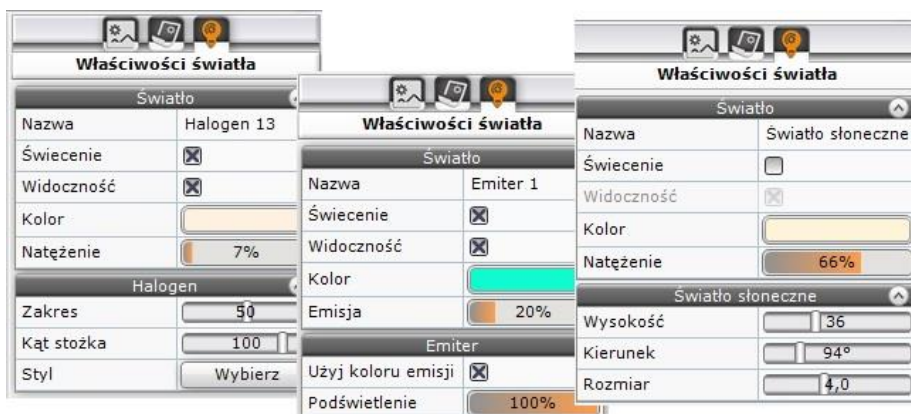 Właściwości światła
Światło
Nazwa Halogen 13
Świecenie
Widoczność
Kolor
Natężenie 7%
Halogen
Zakres 50
Kąt stożka 100
Styl Wybierz
Właściwości światła
Światło
Nazwa Emiter 1
Świecenie
Widoczność
Kolor
Emisja 20%
Emiter
Użyj koloru emisji
Podświetlenie 100%
Właściwości światła
Światło
Nazwa Światło słoneczne
Świecenie
Widoczność
Kolor
Natężenie 66%
Światło słoneczne
Wysokość 36
Kierunek 94°
Rozmiar 4,0